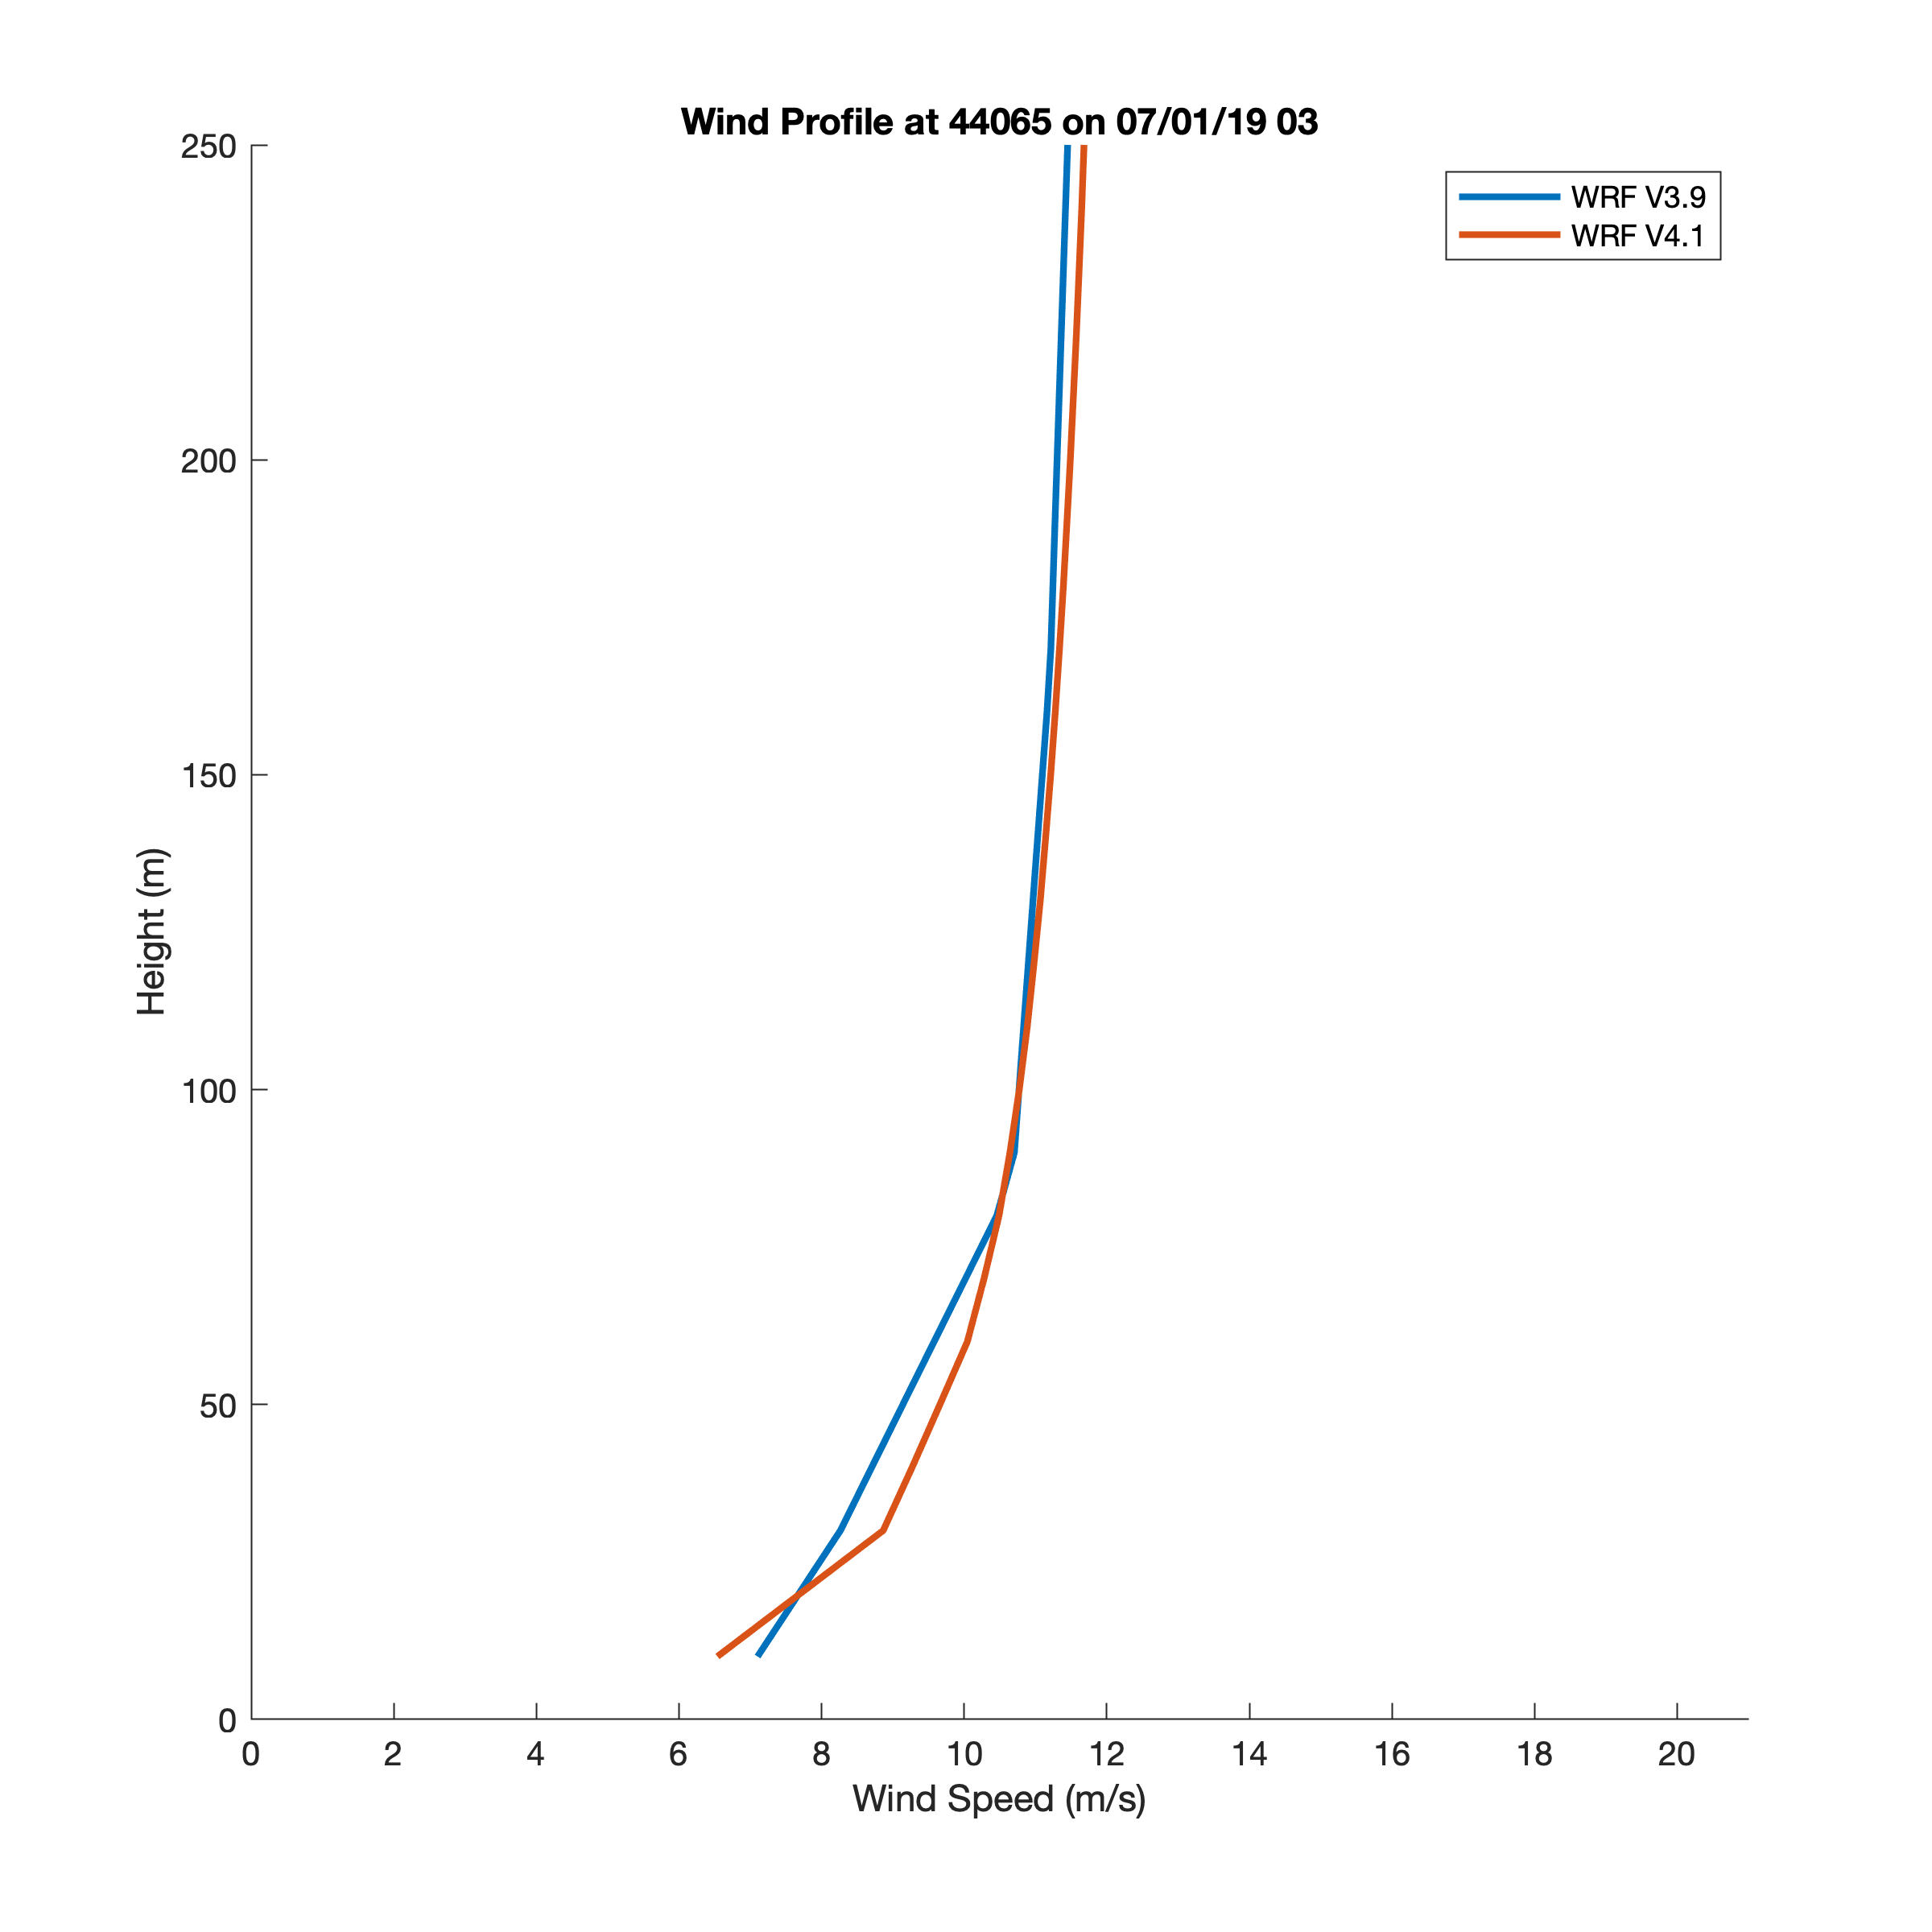 Wind Profile at 44065 on 07/01/19 03
WRF V3.9
WRF V4.1
250
200
150
100
50
0
Height (m)
0 2 4 6 8 10 12 14 16 18 20
Wind Speed (m/s)